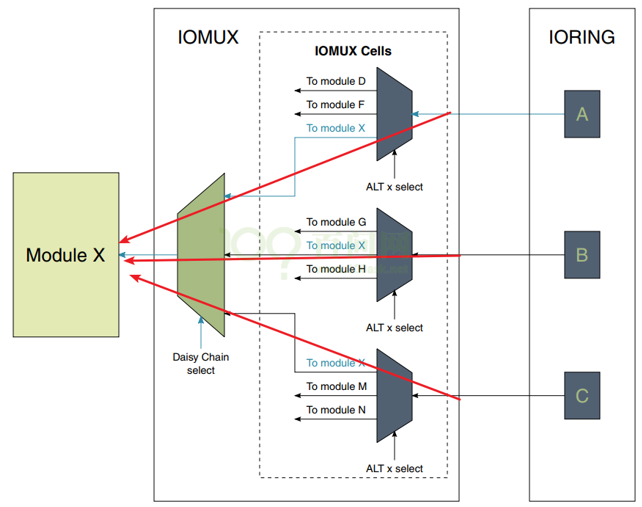 IOMUX
IORING
IOMUX Cells
To module D
To module F
To module X
A
ALT x select
To module G
To module X
To module H
Module X
B
ALT x select
Daisy Chain
select
To module X
To module M
To module N
C
ALT x select